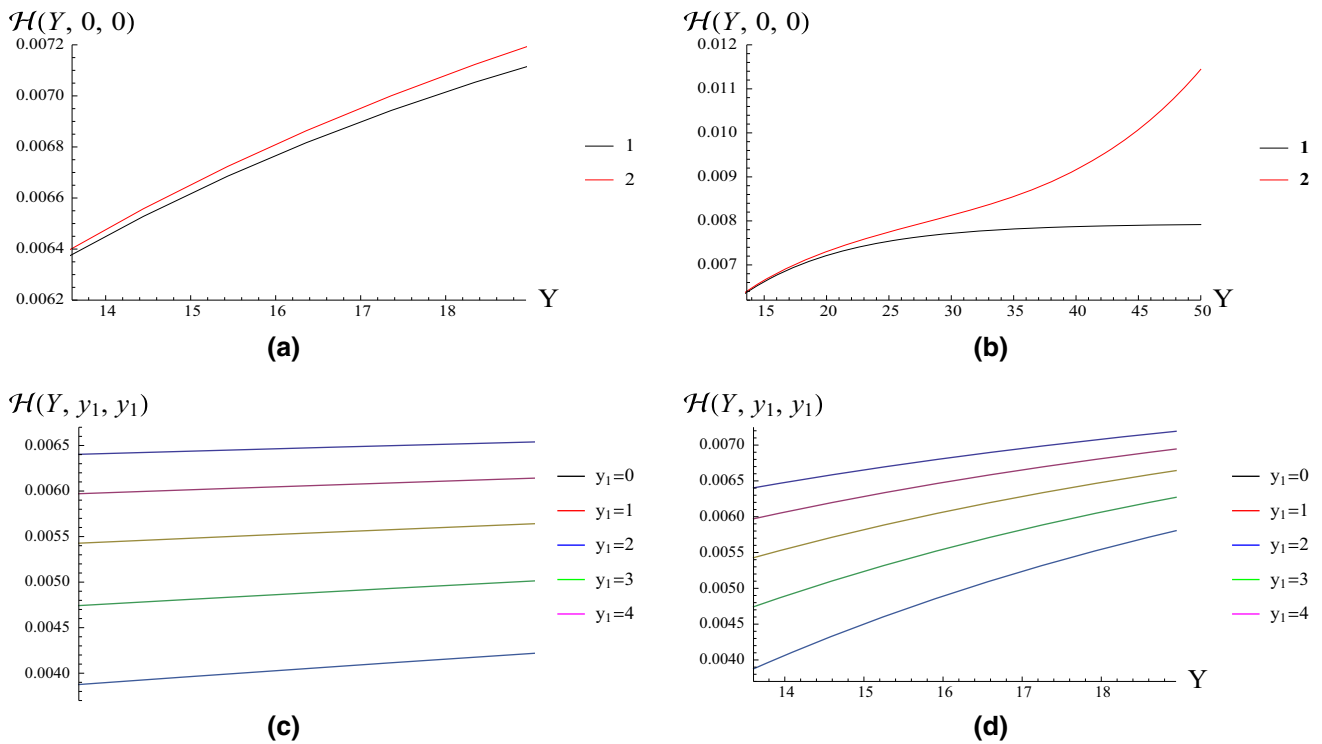 ℋ(Y, 0, 0)
0.0072
0.0070
0.0068
0.0066
0.0064
0.0062
14 15 16 17 18
Y
1
2
(a)
ℋ(Y, 0, 0)
0.012
0.011
0.010
0.009
0.008
0.007
15 20 25 30 35 40 45 50
Y
1
2
(b)
ℋ(Y, y₁, y₁)
0.0065
0.0060
0.0055
0.0050
0.0045
0.0040
y₁=0
y₁=1
y₁=2
y₁=3
y₁=4
(c)
ℋ(Y, y₁, y₁)
0.0070
0.0065
0.0060
0.0055
0.0050
0.0045
0.0040
14 15 16 17 18
Y
y₁=0
y₁=1
y₁=2
y₁=3
y₁=4
(d)